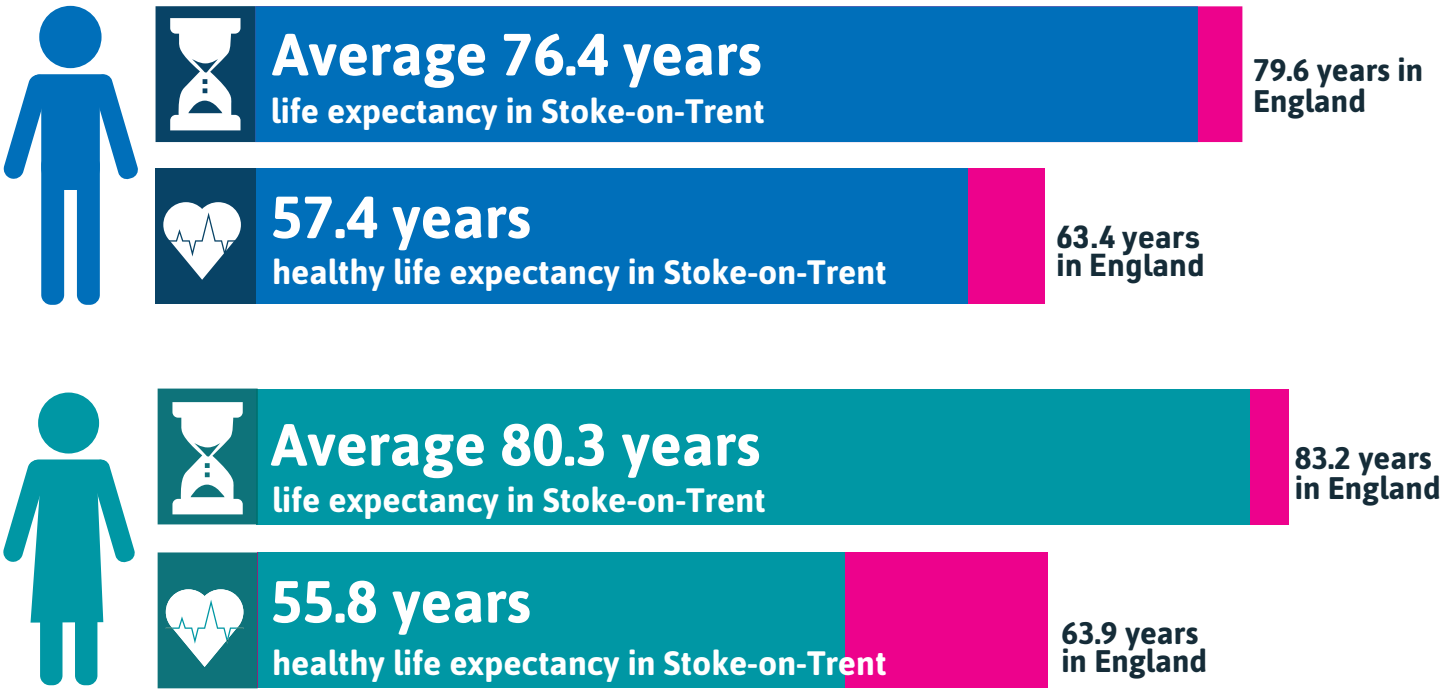 Average 76.4 years
life expectancy in Stoke-on-Trent
79.6 years in
England
57.4 years
healthy life expectancy in Stoke-on-Trent
63.4 years
in England
Average 80.3 years
life expectancy in Stoke-on-Trent
83.2 years
in England
55.8 years
healthy life expectancy in Stoke-on-Trent
63.9 years
in England